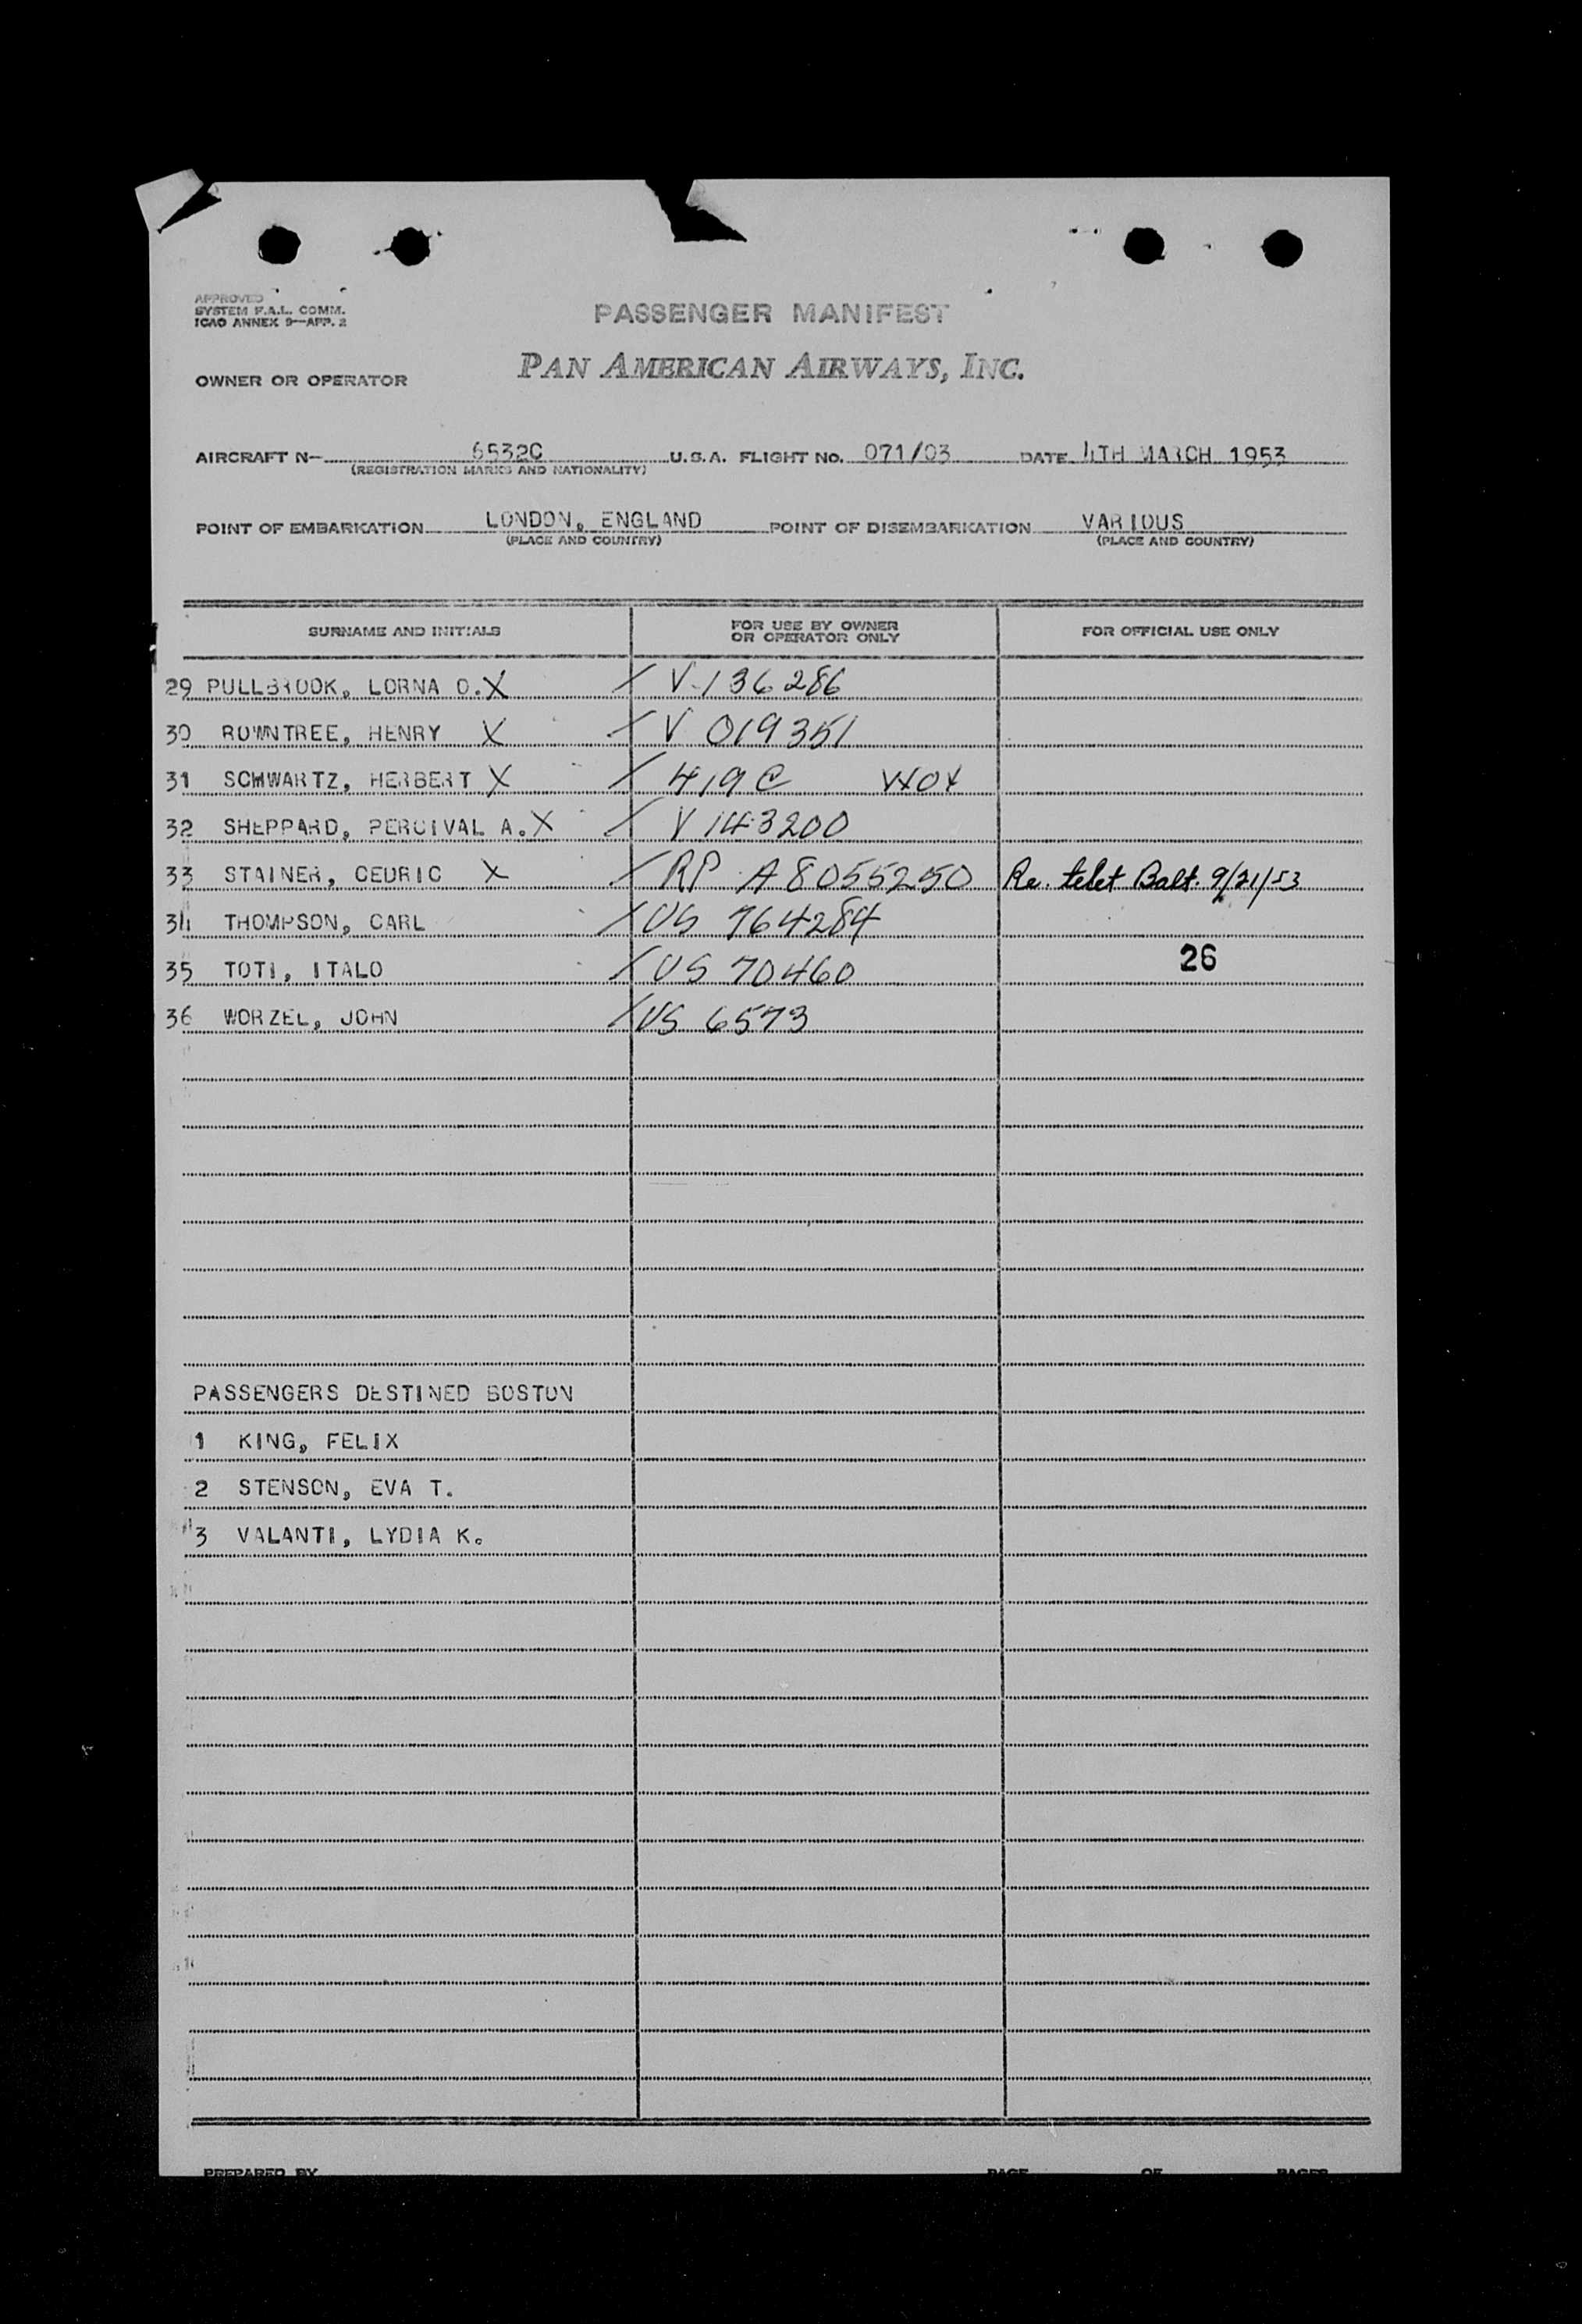 APPROVED
SYSTEM F.A.L. COMM.
ICAO ANNEX 9—APP. 2
PASSENGER MANIFEST
OWNER OR OPERATOR PAN AMERICAN AIRWAYS, INC.
AIRCRAFT N— 6532C U.S.A. FLIGHT NO. 071/03 DATE 4TH MARCH 1953
(REGISTRATION MARKS AND NATIONALITY)
POINT OF EMBARKATION LONDON, ENGLAND POINT OF DISEMBARKATION VARIOUS
(PLACE AND COUNTRY) (PLACE AND COUNTRY)
SURNAME AND INITIALS FOR USE BY OWNER OR OPERATOR ONLY FOR OFFICIAL USE ONLY
29 PULLBROOK, LORNA O. X / V-136286
30 ROWNTREE, HENRY X / V 019351
31 SCHWARTZ, HERBERT X / 419C
32 SHEPPARD, PERCIVAL A. X / V 143200
33 STAINER, CEDRIC X / RP A8055250 Re. telet Balt. 9/21/53
34 THOMPSON, CARL / US 764284
35 TOTI, ITALO / US 70460 26
36 WORZEL, JOHN / US 6573
PASSENGERS DESTINED BOSTON
1 KING, FELIX
2 STENSON, EVA T.
3 VALANTI, LYDIA K.
PREPARED BY PAGE OF PAGES